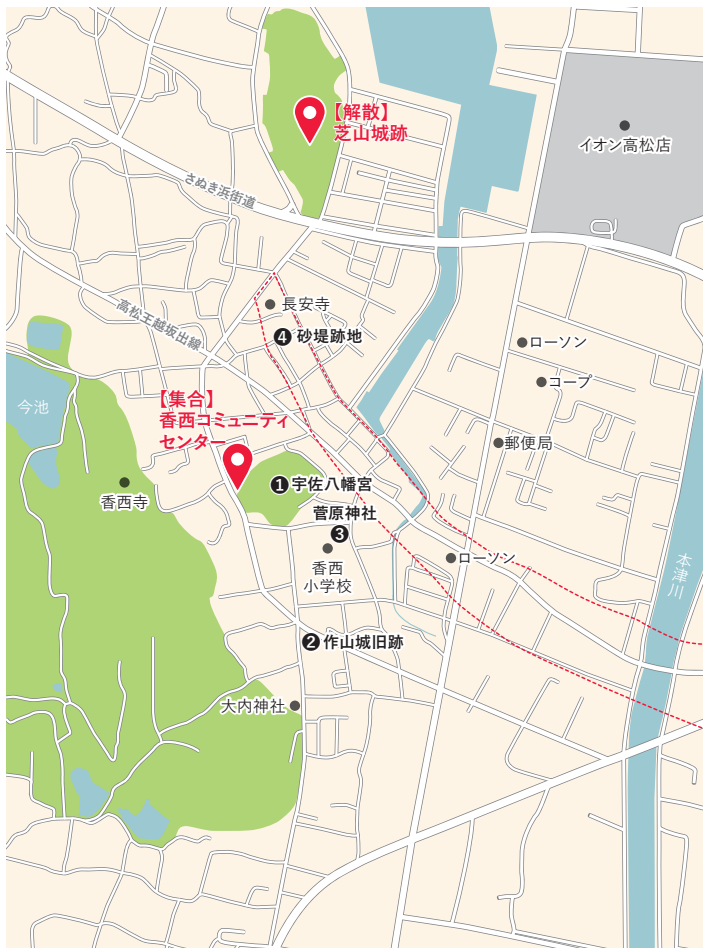 【解散】
芝山城跡
イオン高松店
さぬき浜街道
長安寺
高松王越坂出線
❹ 砂堤跡地
ローソン
コープ
今池
【集合】
香西コミュニティ
センター
郵便局
香西寺
❶ 宇佐八幡宮
菅原神社
❸
香西
小学校
ローソン
本津川
❷ 作山城旧跡
大内神社